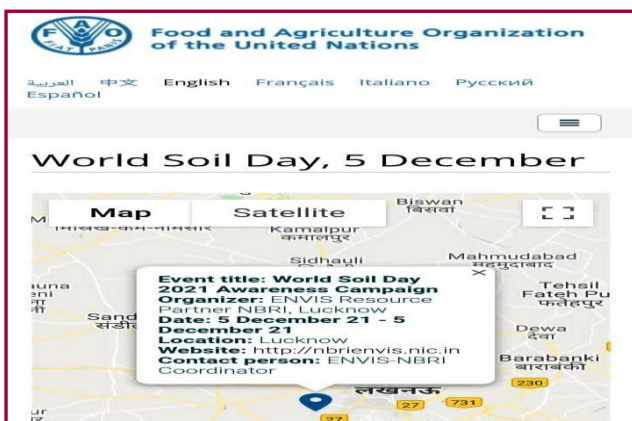 Food and Agriculture Organization
of the United Nations
العربية 中文 English Français Italiano Русский
Español
World Soil Day, 5 December
Map Satellite
Biswan
बिसवां
Kamalpur
कमालपुर
Sidhauli
Mahmudabad
महमूदाबाद
Event title: World Soil Day
2021 Awareness Campaign
Organizer: ENVIS Resource
Partner NBRI, Lucknow
Date: 5 December 21 - 5
December 21
Location: Lucknow
Website: http://nbrienvis.nic.in
Contact person: ENVIS-NBRI
Coordinator
Tehsil
Fateh Pu
फतेहपुर
Sand
Dewa
देवा
Barabanki
बाराबंकी
230
लखनऊ
27 731
27